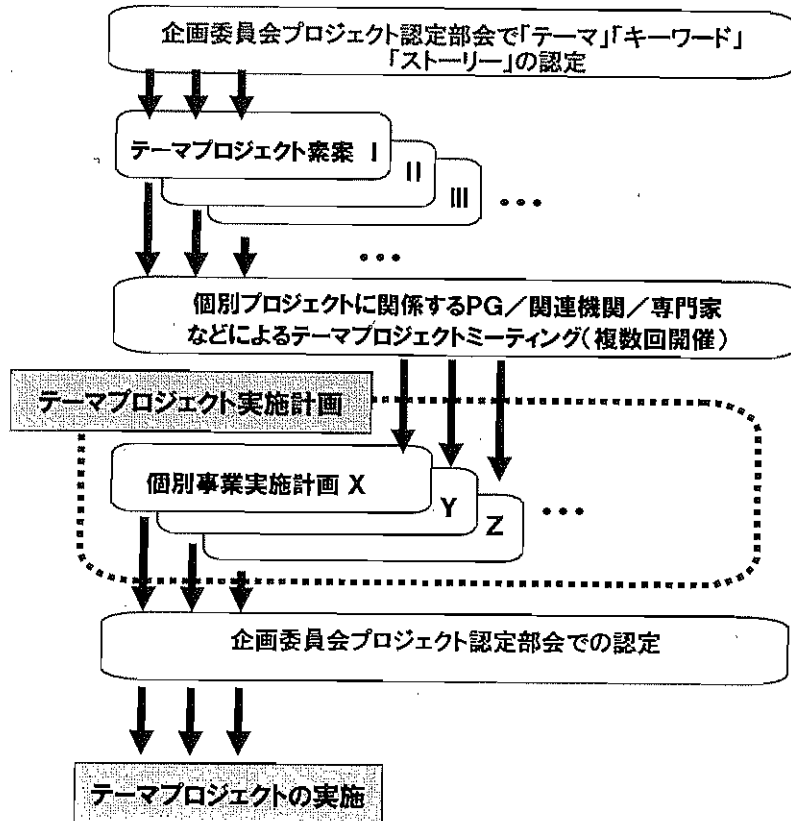 企画委員会プロジェクト認定部会で「テーマ」「キーワード」
「ストーリー」の認定
テーマプロジェクト素案 I
II
III ・・・
・・・
個別プロジェクトに関係するPG／関連機関／専門家
などによるテーマプロジェクトミーティング(複数回開催)
テーマプロジェクト実施計画
個別事業実施計画 X
Y
Z ・・・
企画委員会プロジェクト認定部会での認定
テーマプロジェクトの実施